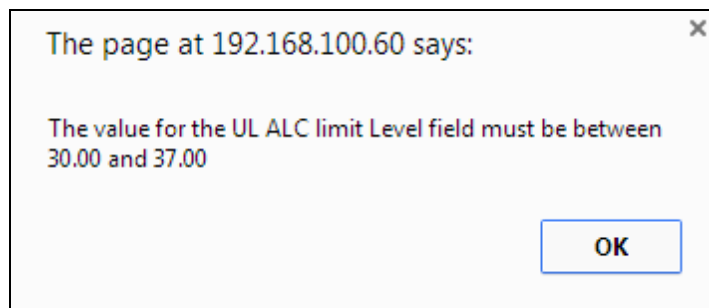 The page at 192.168.100.60 says:
The value for the UL ALC limit Level field must be between
30.00 and 37.00
OK